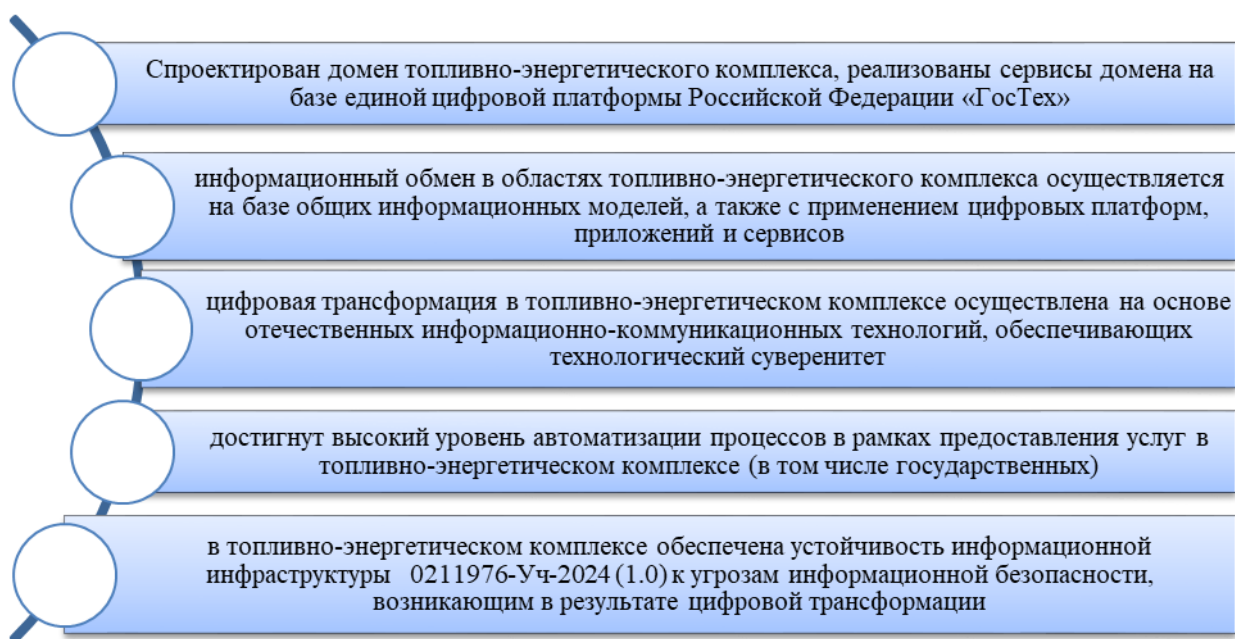 Спроектирован домен топливно-энергетического комплекса, реализованы сервисы домена на
базе единой цифровой платформы Российской Федерации «ГосТех»
информационный обмен в областях топливно-энергетического комплекса осуществляется
на базе общих информационных моделей, а также с применением цифровых платформ,
приложений и сервисов
цифровая трансформация в топливно-энергетическом комплексе осуществлена на основе
отечественных информационно-коммуникационных технологий, обеспечивающих
технологический суверенитет
достигнут высокий уровень автоматизации процессов в рамках предоставления услуг в
топливно-энергетическом комплексе (в том числе государственных)
в топливно-энергетическом комплексе обеспечена устойчивость информационной
инфраструктуры 0211976-Уч-2024 (1.0) к угрозам информационной безопасности,
возникающим в результате цифровой трансформации